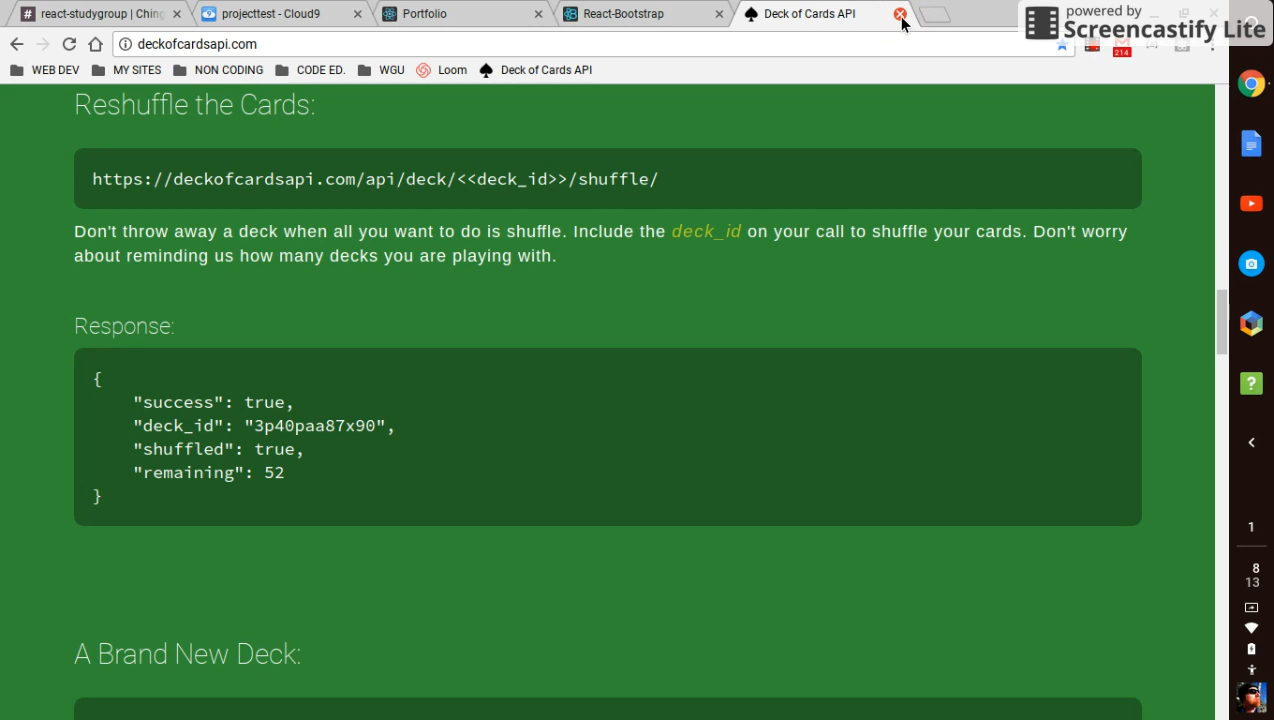 react-studygroup | Ching
projecttest - Cloud9
Portfolio
React-Bootstrap
Deck of Cards API
powered by
Screencastify Lite
deckofcardsapi.com
214
WEB DEV
MY SITES
NON CODING
CODE ED.
WGU
Loom
Deck of Cards API
Reshuffle the Cards:
https://deckofcardsapi.com/api/deck/<<deck_id>>/shuffle/
Don't throw away a deck when all you want to do is shuffle. Include the deck_id on your call to shuffle your cards. Don't worry
about reminding us how many decks you are playing with.
Response:
{
"success": true,
"deck_id": "3p40paa87x90",
"shuffled": true,
"remaining": 52
}
A Brand New Deck:
1
8
13